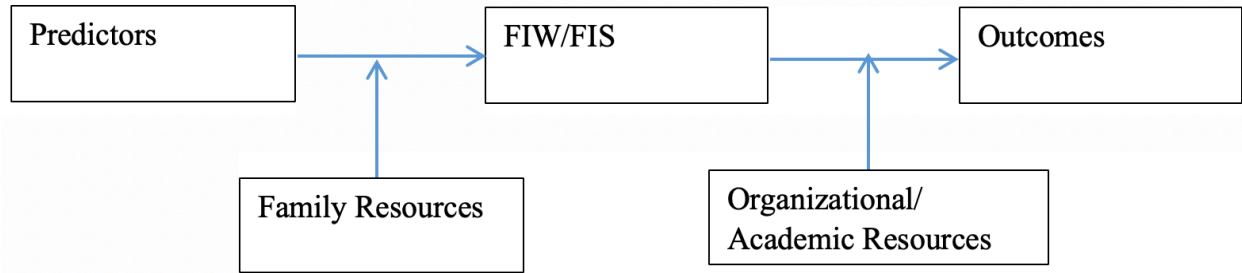 Predictors
FIW/FIS
Outcomes
Family Resources
Organizational/
Academic Resources